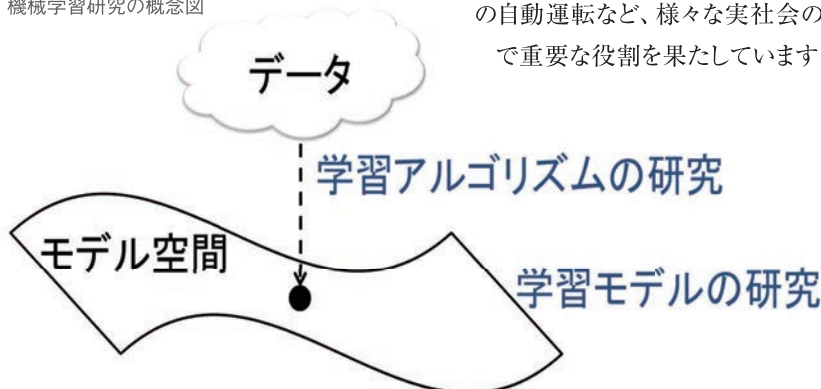 機械学習研究の概念図
の自動運転など、様々な実社会の
で重要な役割を果たしています
データ
学習アルゴリズムの研究
モデル空間
学習モデルの研究